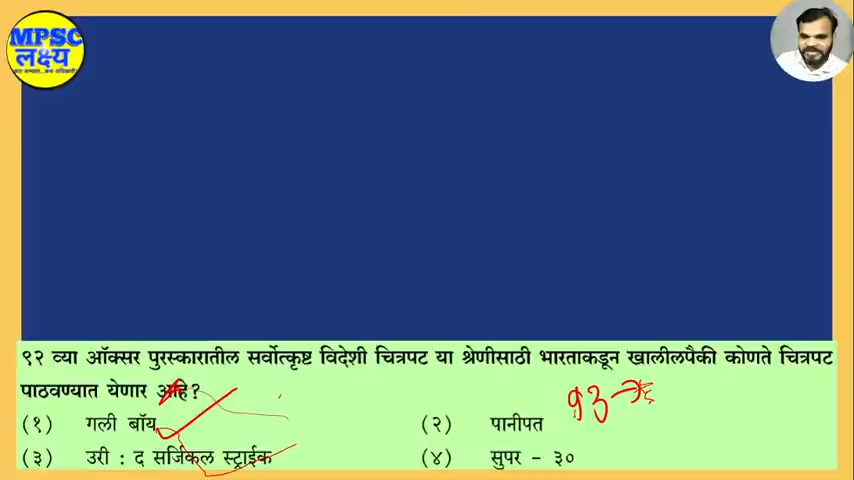 MPSC
लक्ष्य
९२ व्या ऑक्सर पुरस्कारातील सर्वोत्कृष्ट विदेशी चित्रपट या श्रेणीसाठी भारताकडून खालीलपैकी कोणते चित्रपट
पाठवण्यात येणार आहे?
(१) गली बॉय (२) पानीपत
93
(३) उरी : द सर्जिकल स्ट्राईक (४) सुपर - ३०